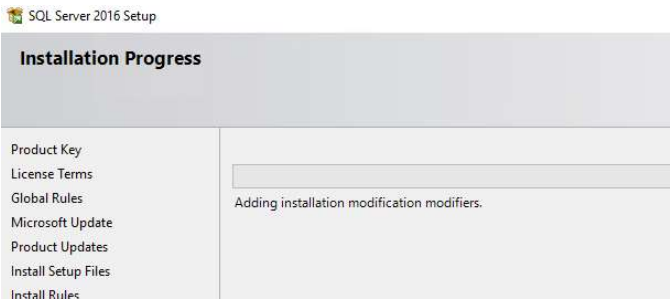 SQL Server 2016 Setup
Installation Progress
Product Key
License Terms
Global Rules
Microsoft Update
Product Updates
Install Setup Files
Install Rules
Adding installation modification modifiers.